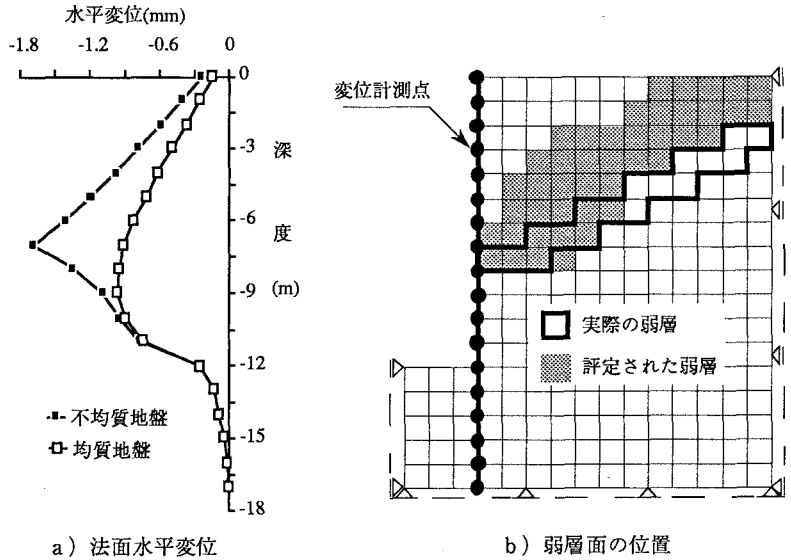 水平変位(mm)
-1.8 -1.2 -0.6 0
0
-3
-6
-9
-12
-15
-18
深
度
(m)
不均質地盤
均質地盤
a)法面水平変位
変位計測点
実際の弱層
評定された弱層
b)弱層面の位置